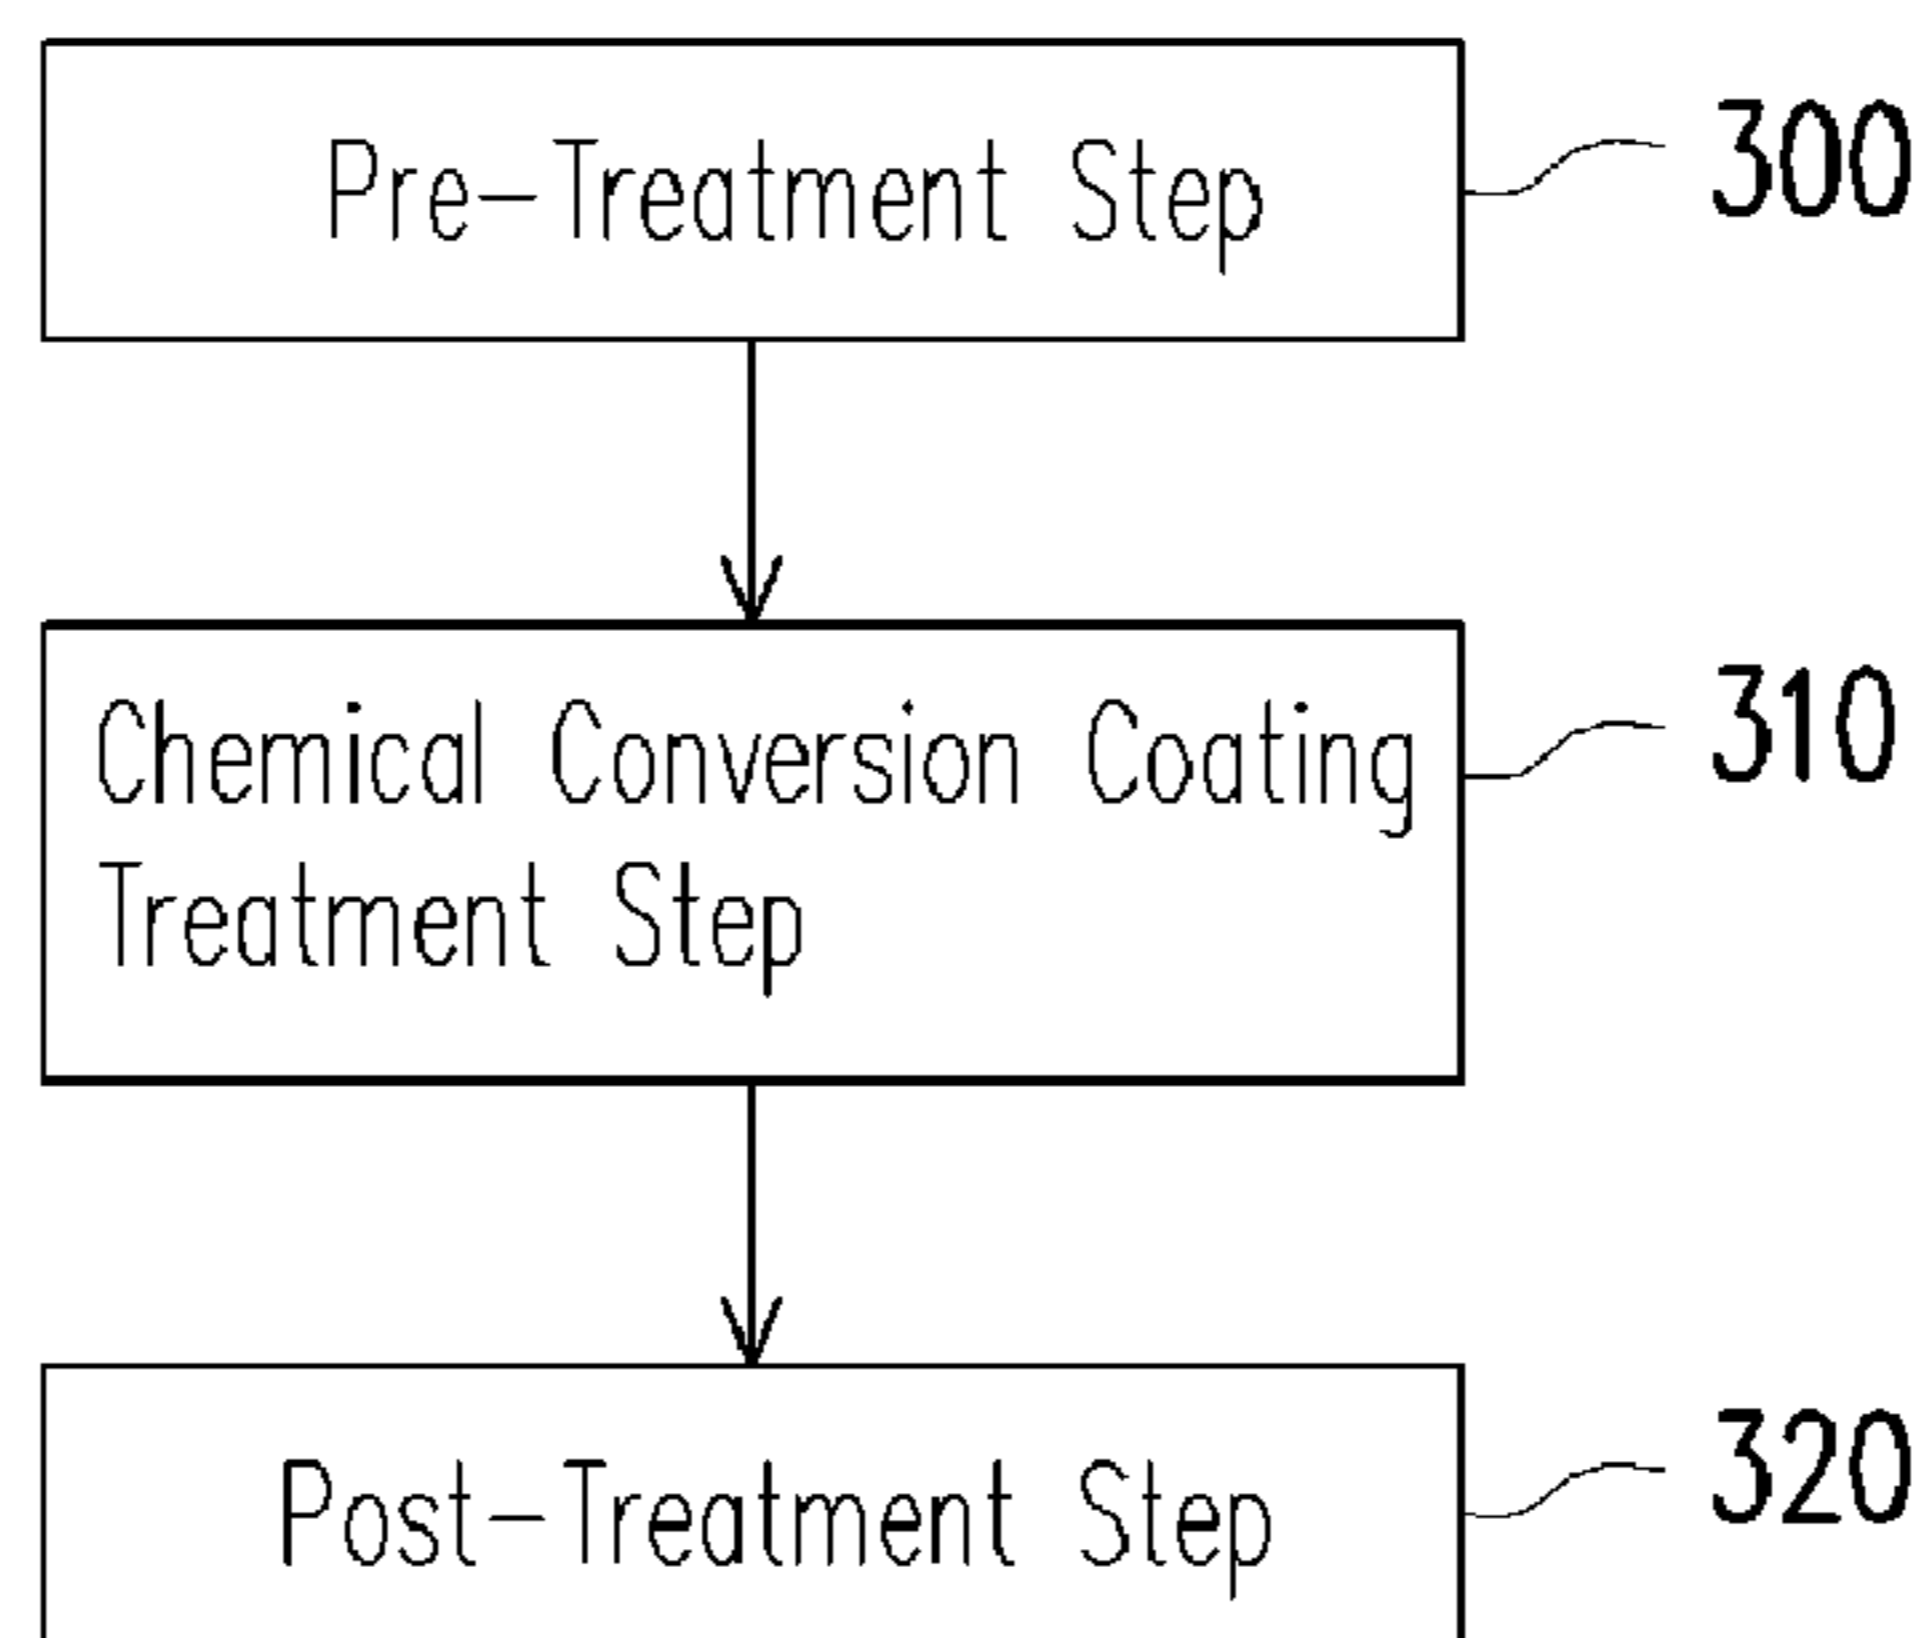 Pre-Treatment Step
300
Chemical Conversion Coating
Treatment Step
310
Post-Treatment Step
320